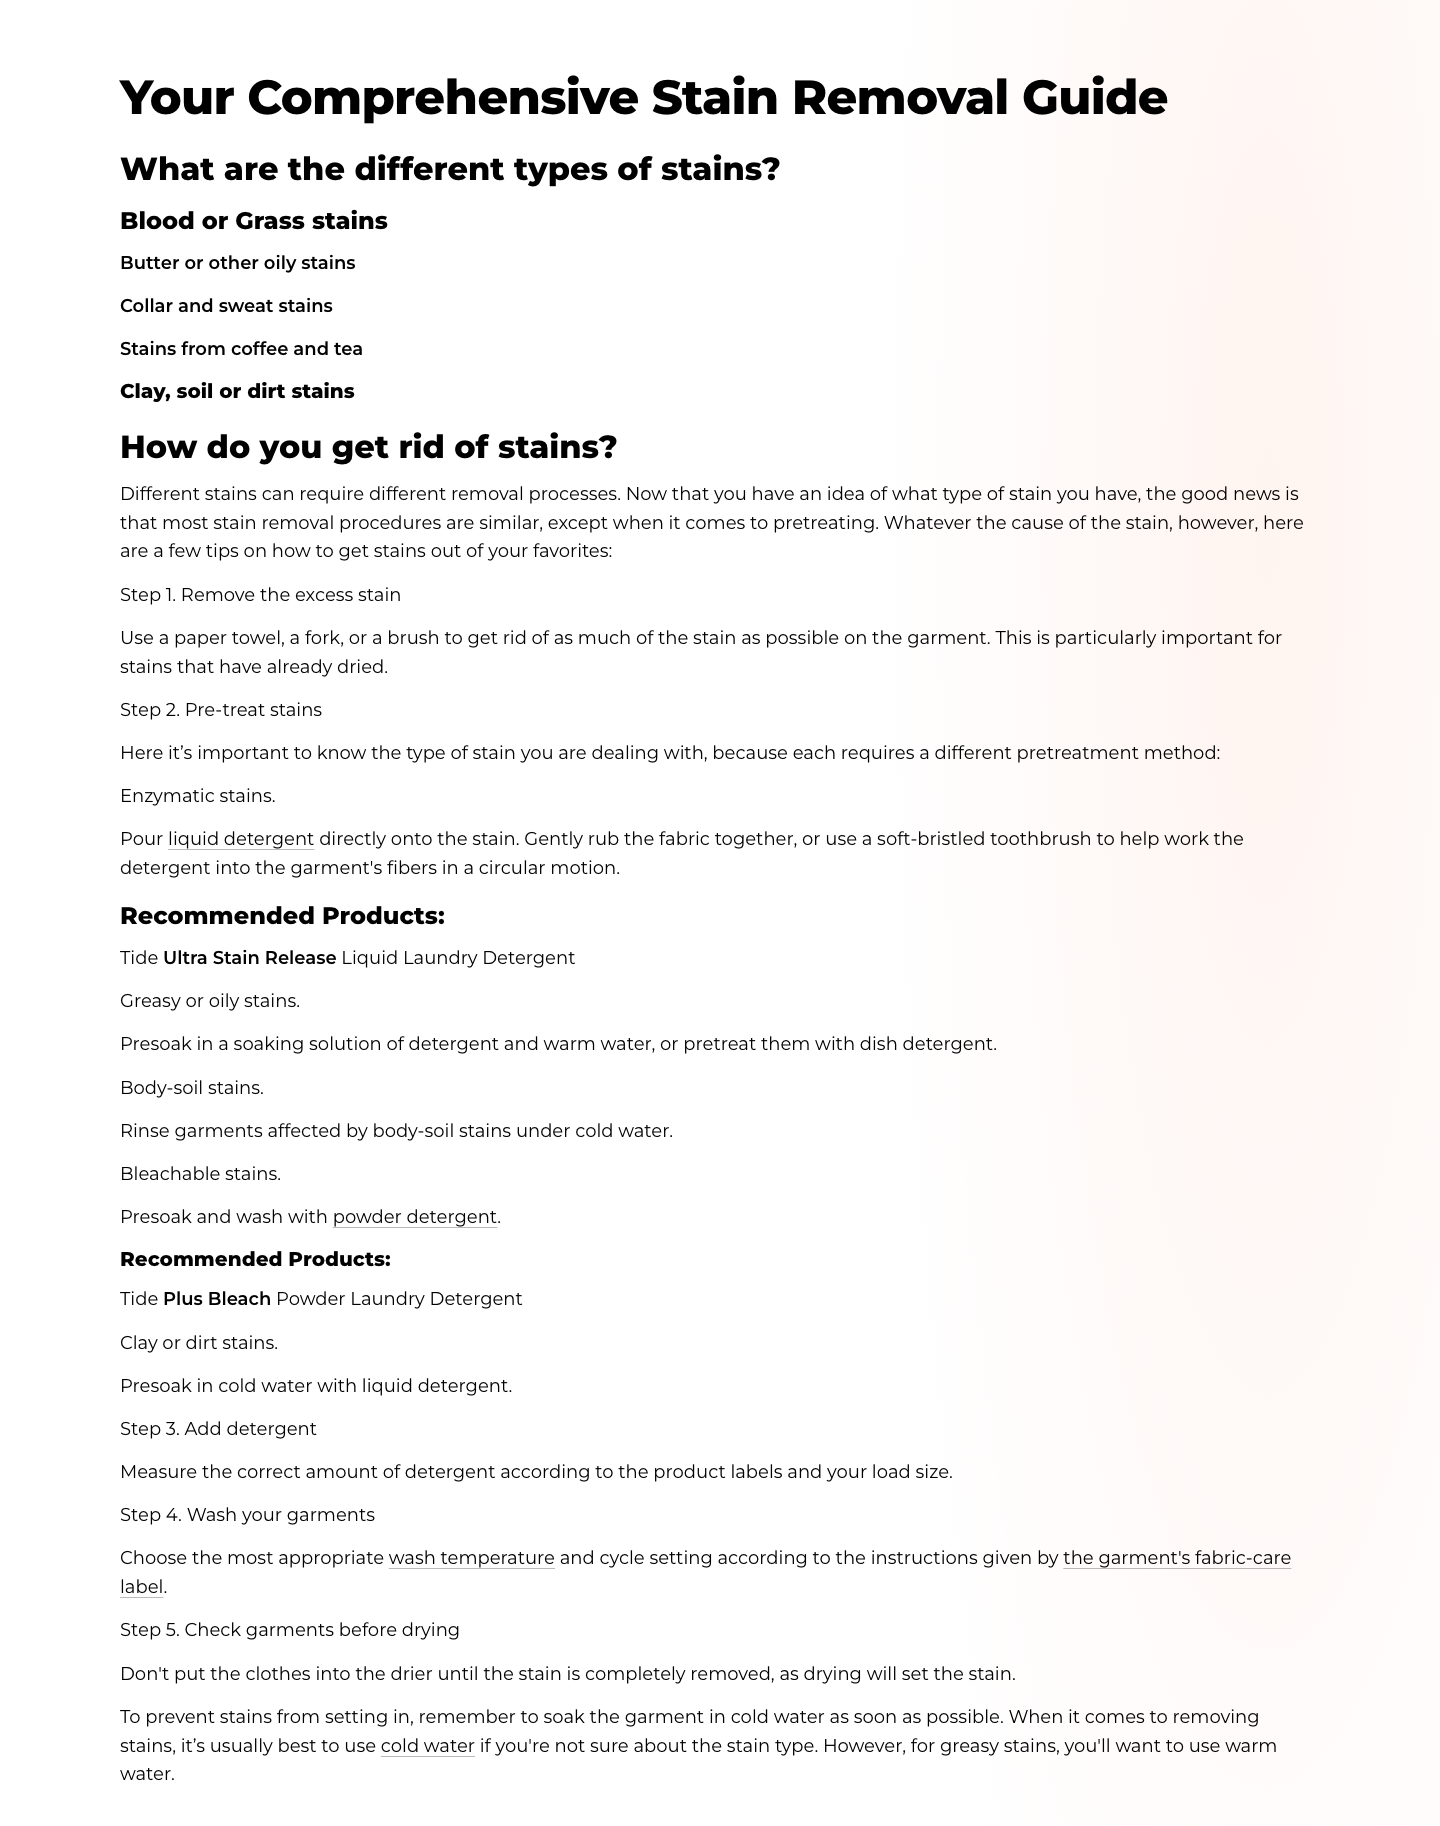 Your Comprehensive Stain Removal Guide
What are the different types of stains?
Blood or Grass stains
Butter or other oily stains
Collar and sweat stains
Stains from coffee and tea
Clay, soil or dirt stains
How do you get rid of stains?
Different stains can require different removal processes. Now that you have an idea of what type of stain you have, the good news is
that most stain removal procedures are similar, except when it comes to pretreating. Whatever the cause of the stain, however, here
are a few tips on how to get stains out of your favorites:
Step 1. Remove the excess stain
Use a paper towel, a fork, or a brush to get rid of as much of the stain as possible on the garment. This is particularly important for
stains that have already dried.
Step 2. Pre-treat stains
Here it’s important to know the type of stain you are dealing with, because each requires a different pretreatment method:
Enzymatic stains.
Pour liquid detergent directly onto the stain. Gently rub the fabric together, or use a soft-bristled toothbrush to help work the
detergent into the garment's fibers in a circular motion.
Recommended Products:
Tide Ultra Stain Release Liquid Laundry Detergent
Greasy or oily stains.
Presoak in a soaking solution of detergent and warm water, or pretreat them with dish detergent.
Body-soil stains.
Rinse garments affected by body-soil stains under cold water.
Bleachable stains.
Presoak and wash with powder detergent.
Recommended Products:
Tide Plus Bleach Powder Laundry Detergent
Clay or dirt stains.
Presoak in cold water with liquid detergent.
Step 3. Add detergent
Measure the correct amount of detergent according to the product labels and your load size.
Step 4. Wash your garments
Choose the most appropriate wash temperature and cycle setting according to the instructions given by the garment's fabric-care
label.
Step 5. Check garments before drying
Don't put the clothes into the drier until the stain is completely removed, as drying will set the stain.
To prevent stains from setting in, remember to soak the garment in cold water as soon as possible. When it comes to removing
stains, it’s usually best to use cold water if you're not sure about the stain type. However, for greasy stains, you'll want to use warm
water.